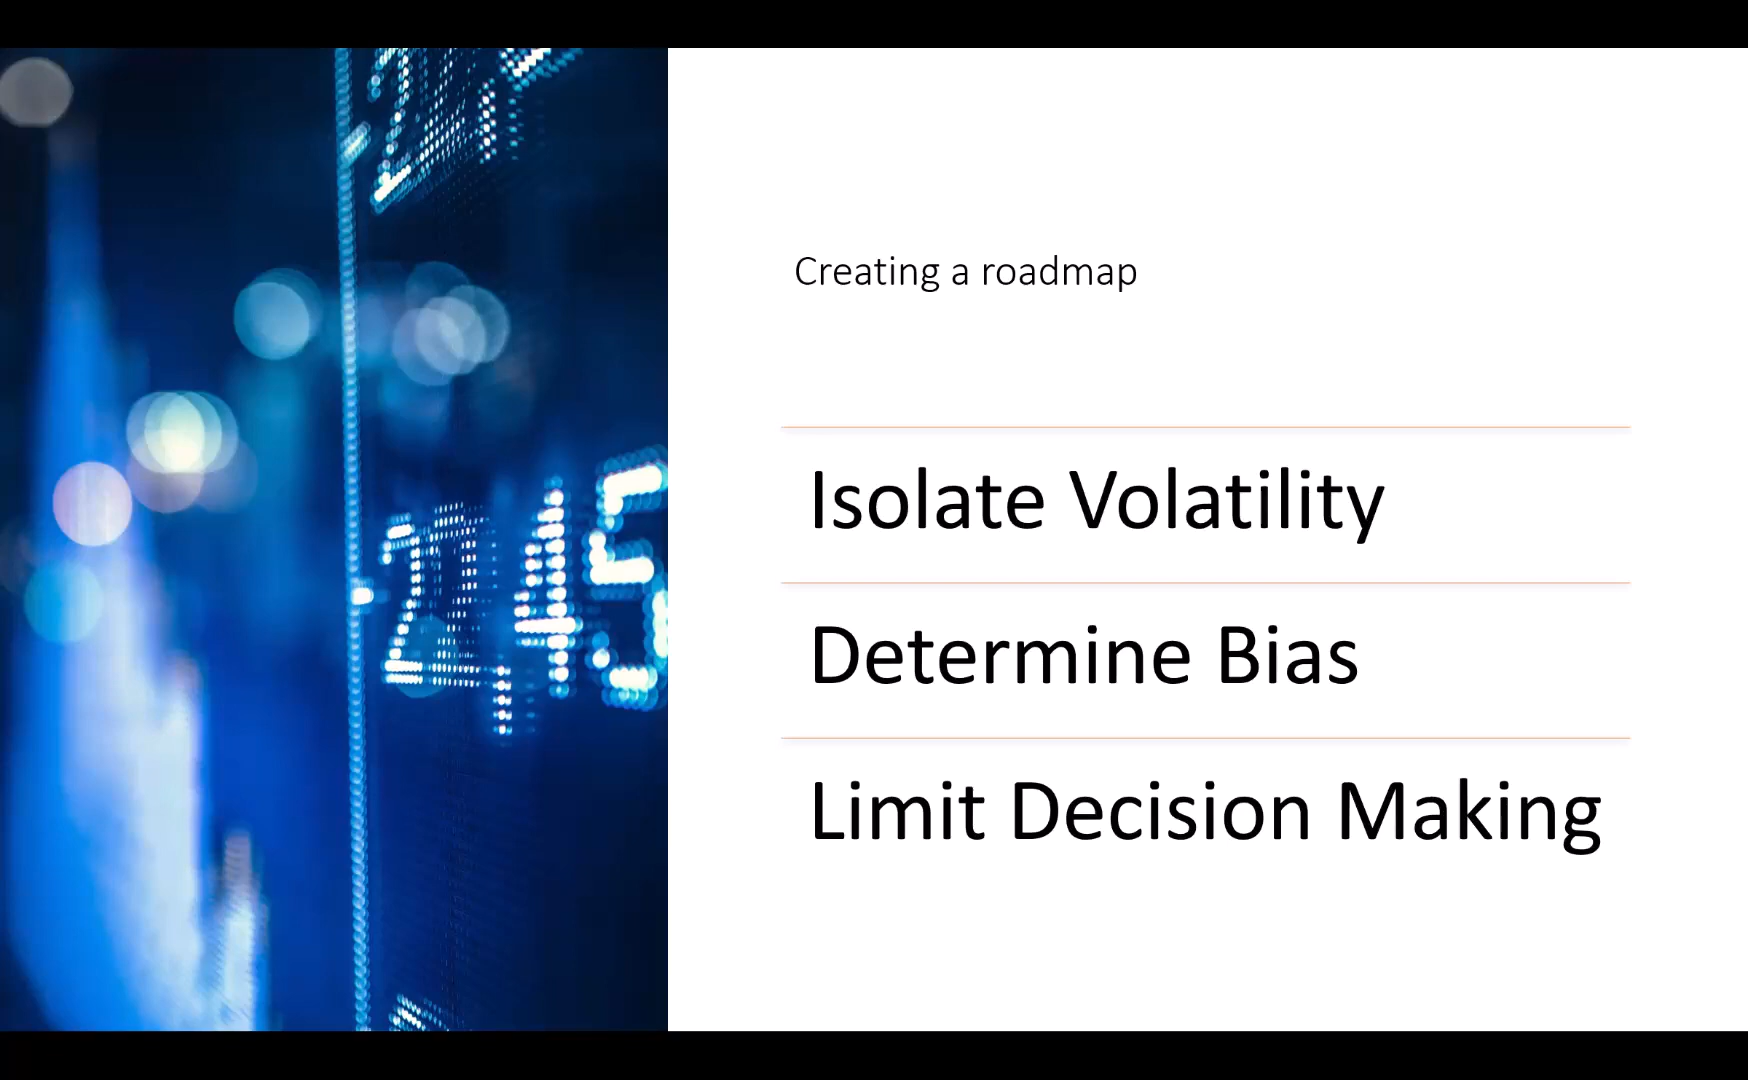 Creating a roadmap
Isolate Volatility
Determine Bias
Limit Decision Making